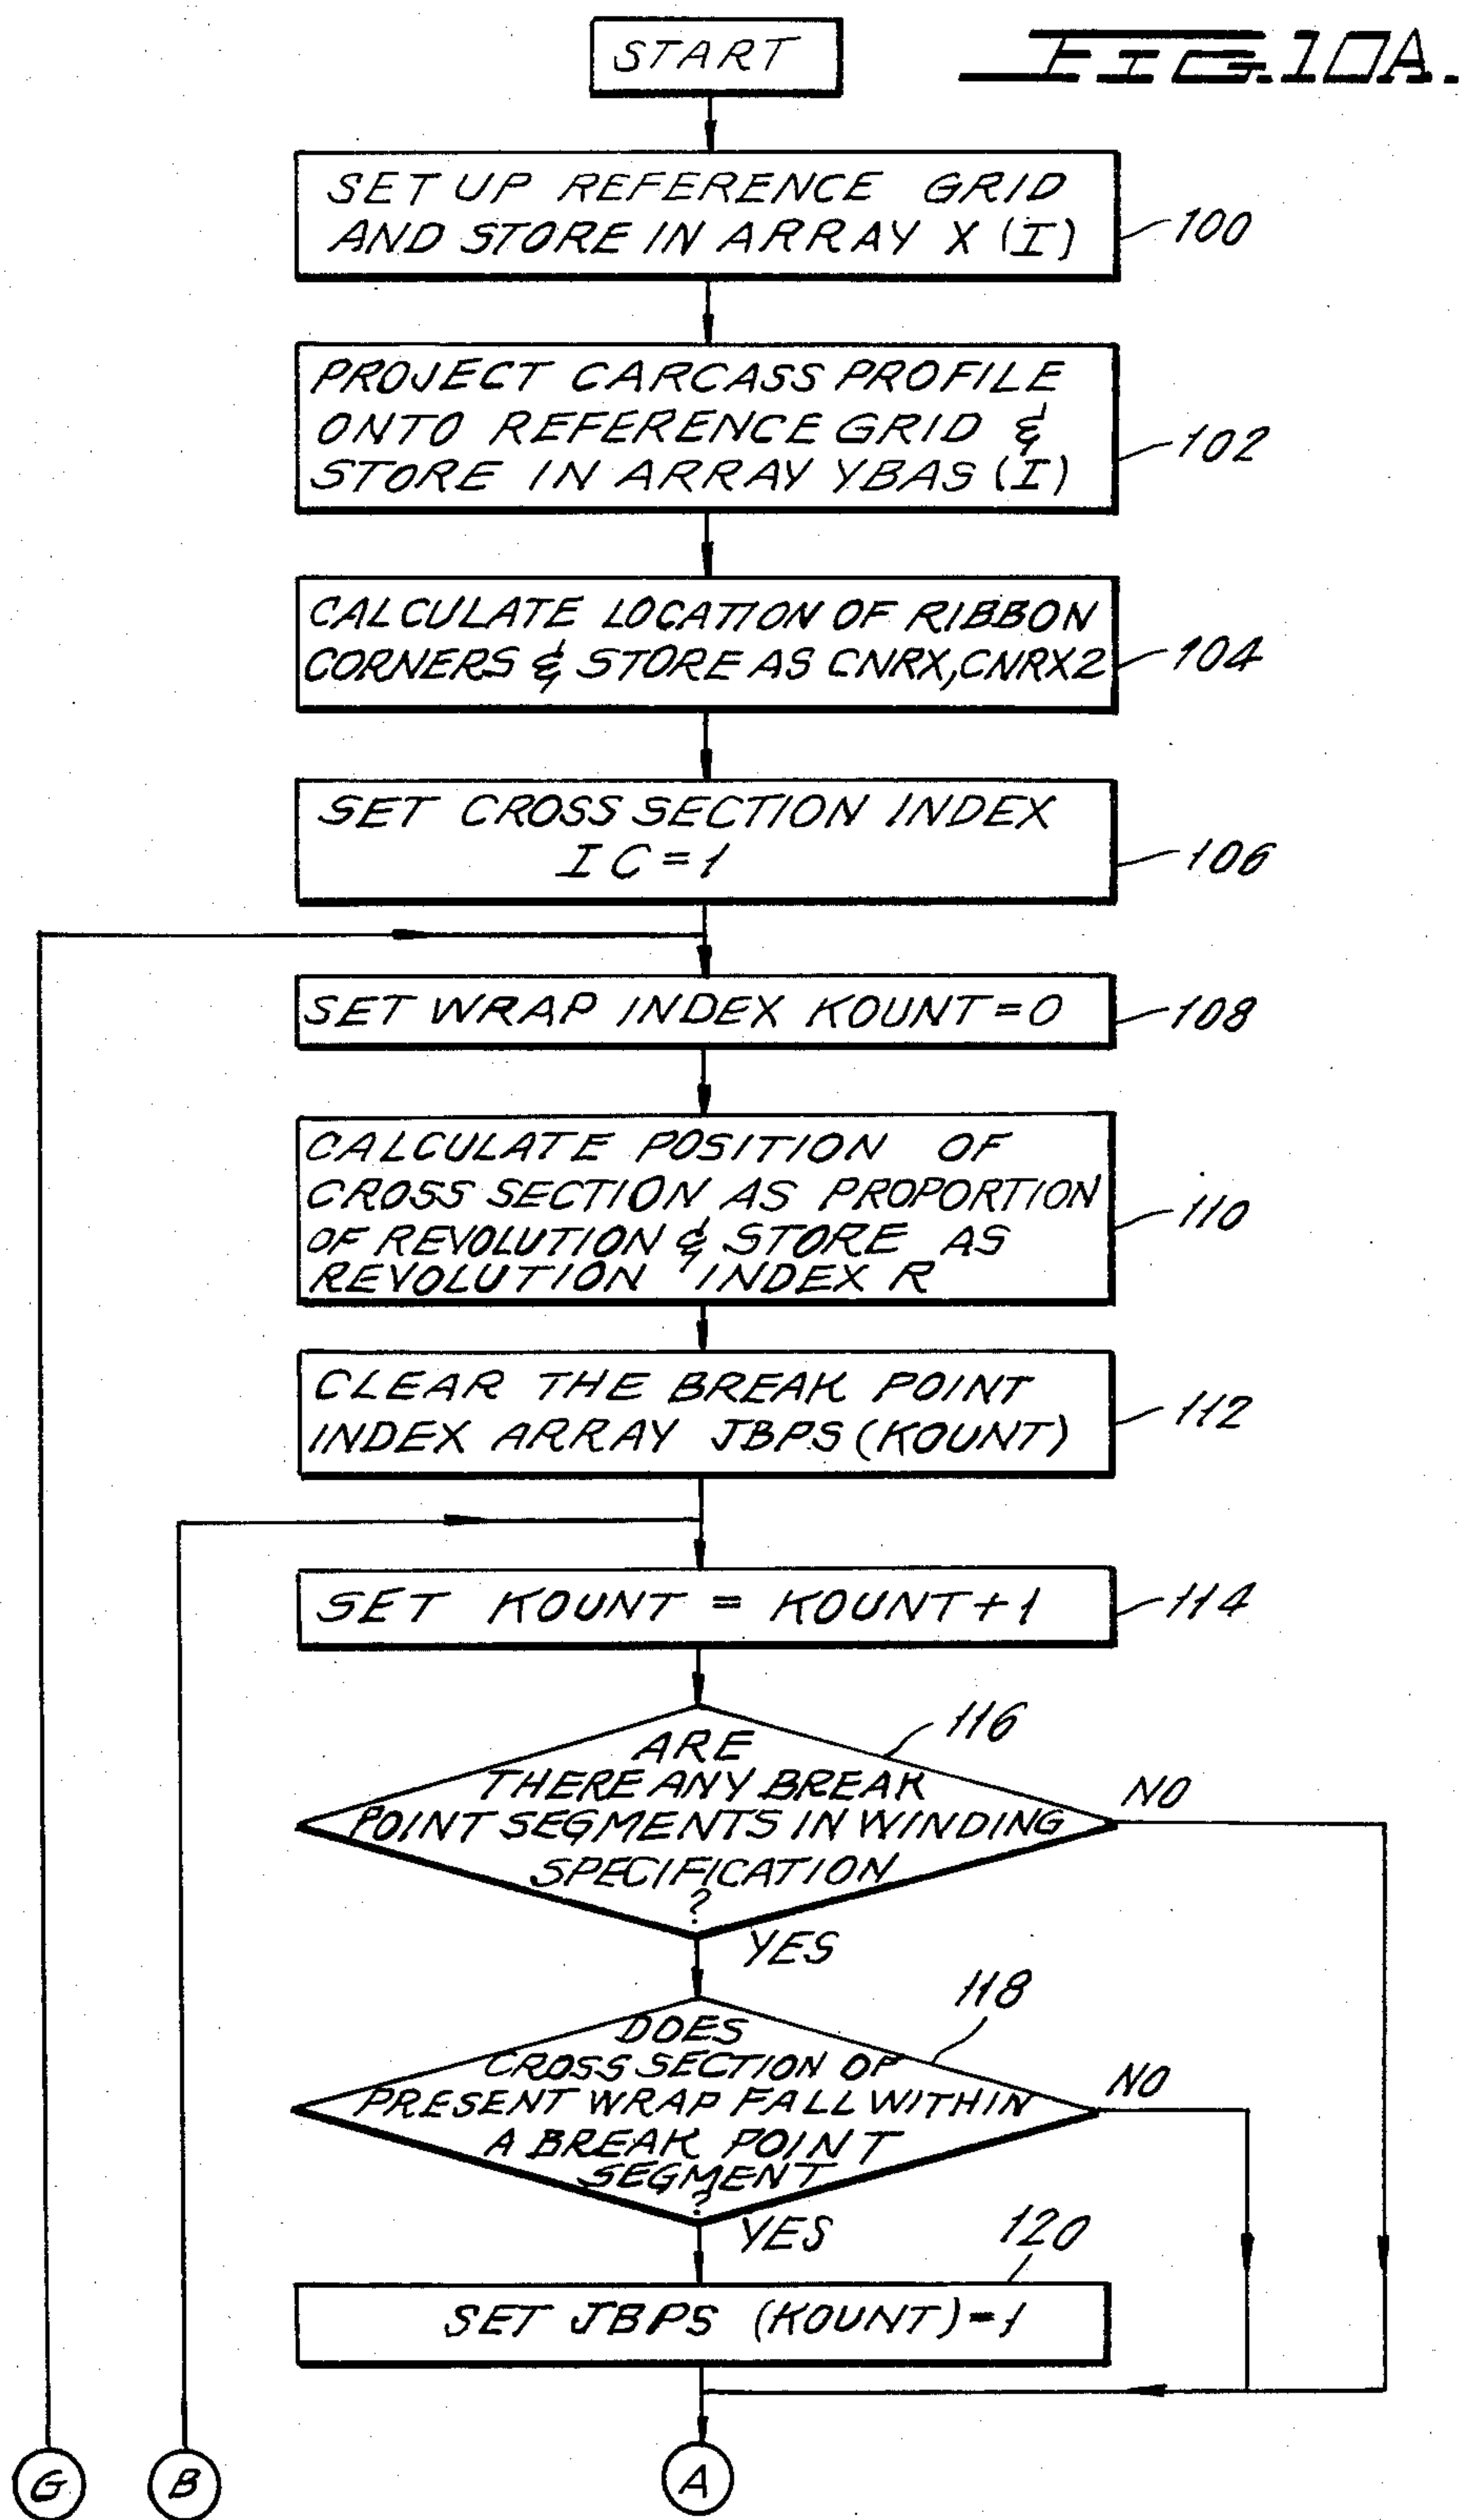 START
FIG.10A.
SET UP REFERENCE GRID
AND STORE IN ARRAY X (I)
100
PROJECT CARCASS PROFILE
ONTO REFERENCE GRID &
STORE IN ARRAY YBAS (I)
102
CALCULATE LOCATION OF RIBBON
CORNERS & STORE AS CNRX,CNRX2
104
SET CROSS SECTION INDEX
IC=1
106
SET WRAP INDEX KOUNT=0
108
CALCULATE POSITION OF
CROSS SECTION AS PROPORTION
OF REVOLUTION & STORE AS
REVOLUTION INDEX R
110
CLEAR THE BREAK POINT
INDEX ARRAY JBPS(KOUNT)
112
SET KOUNT = KOUNT+1
114
116
ARE
THERE ANY BREAK
POINT SEGMENTS IN WINDING
SPECIFICATION
?
NO
YES
118
DOES
CROSS SECTION OF
PRESENT WRAP FALL WITHIN
A BREAK POINT
SEGMENT
?
NO
YES
120
SET JBPS (KOUNT)=1
G
B
A